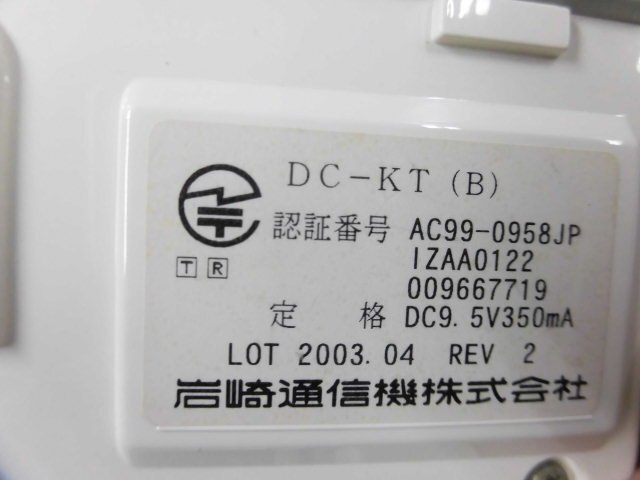 DC-KT(B)
認証番号 AC99-0958JP
IZAA0122
T R 009667719
定格 DC9.5V350mA
LOT 2003.04 REV 2
岩崎通信機株式会社